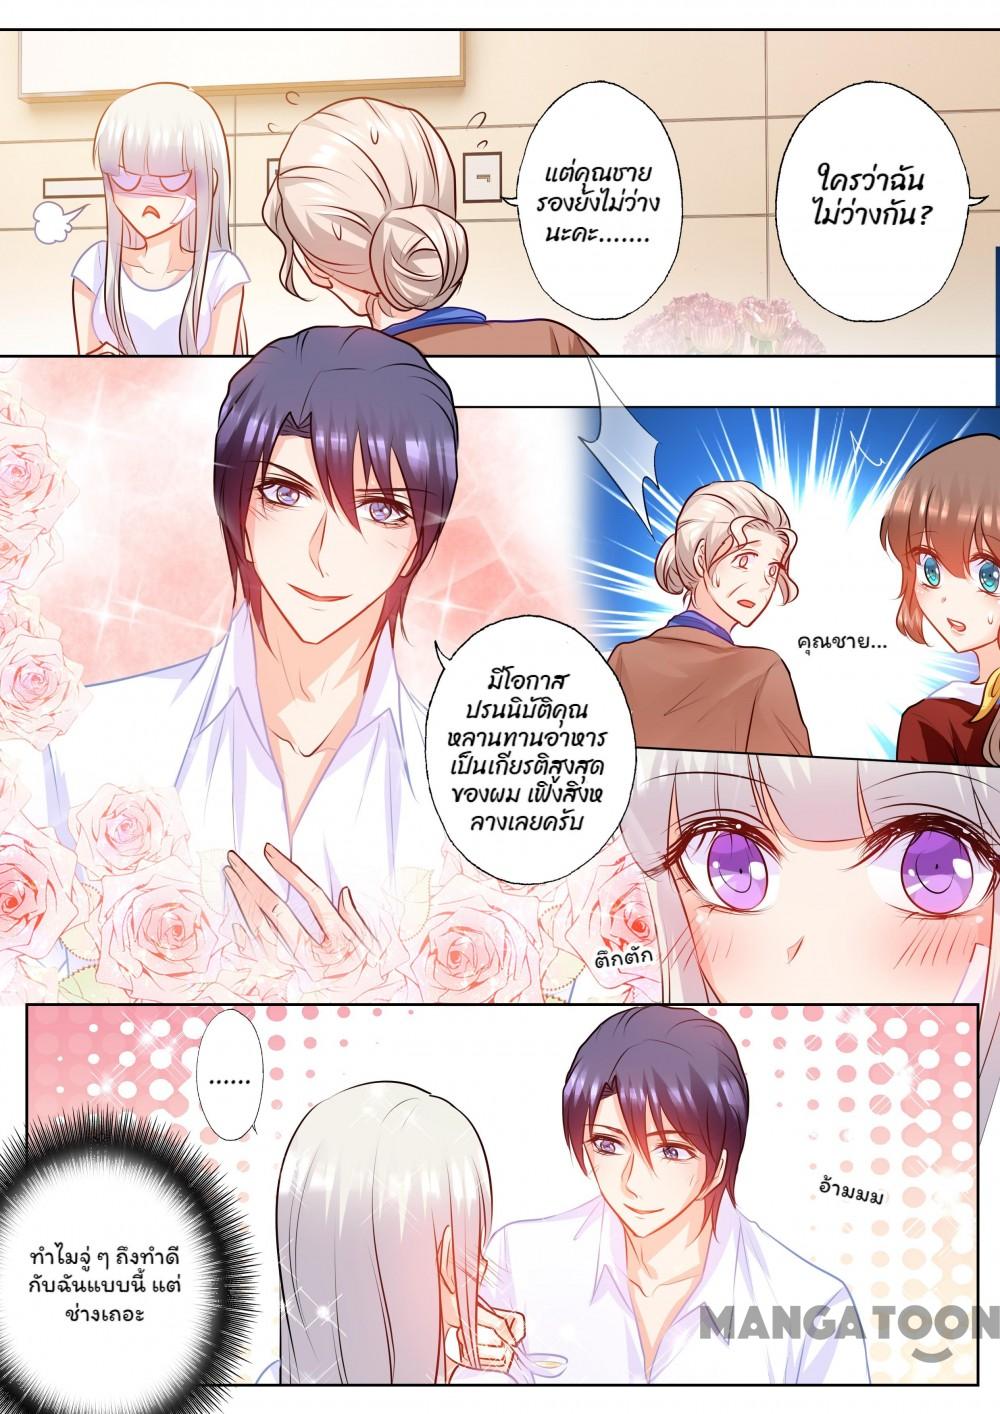 แต่คุณชาย
รองยังไม่ว่าง
นะคะ.......
ใครว่าฉัน
ไม่ว่างกัน?
คุณชาย...
มีโอกาส
ปรนนิบัติคุณ
หลานทานอาหาร
เป็นเกียรติสูงสุด
ของผม เฟิ่งสิงห
ลางเลยครับ
ตึกตัก
......
อ้ามมม
ทำไมจู่ ๆ ถึงทำดี
กับฉันแบบนี้ แต่
ช่างเถอะ
MANGATOON